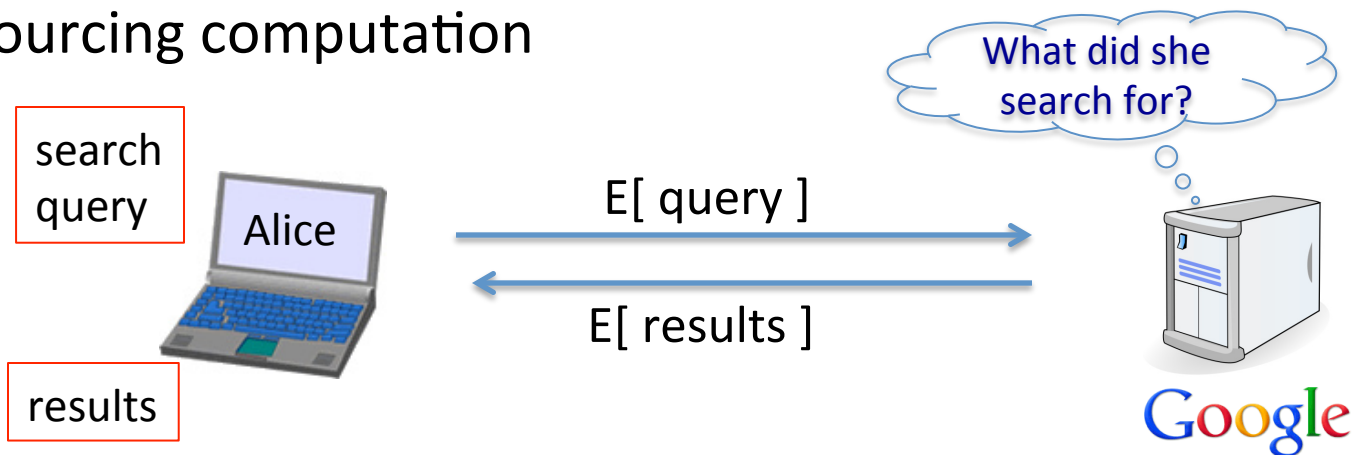 ourcing computation
What did she
search for?
search
query
Alice
E[ query ]
E[ results ]
results
Google